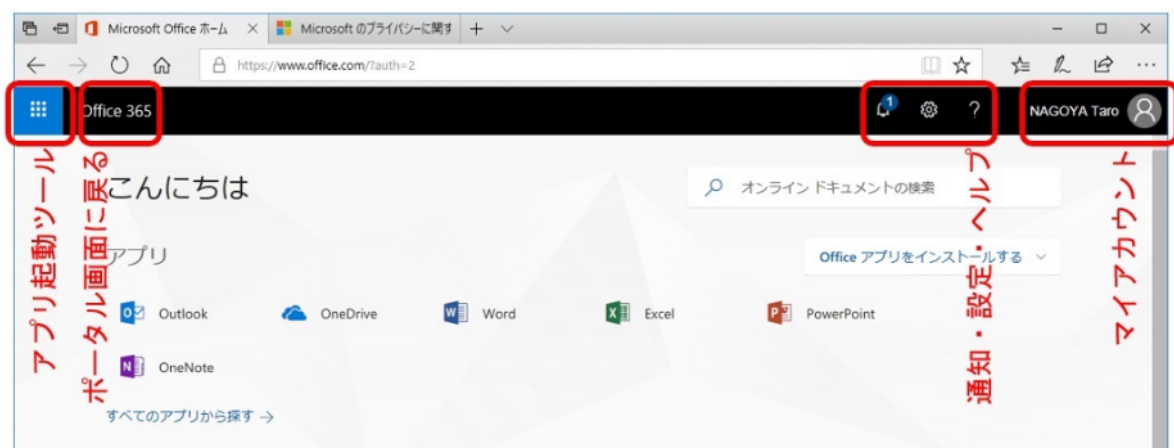 Microsoft Office ホーム
Microsoft のプライバシーに関す
https://www.office.com/?auth=2
Office 365
1
?
NAGOYA Taro
アプリ起動ツール
ポータル画面に戻る
通知・設定・ヘルプ
マイアカウント
こんにちは
オンライン ドキュメントの検索
アプリ
Office アプリをインストールする
Outlook
OneDrive
Word
Excel
PowerPoint
OneNote
すべてのアプリから探す →